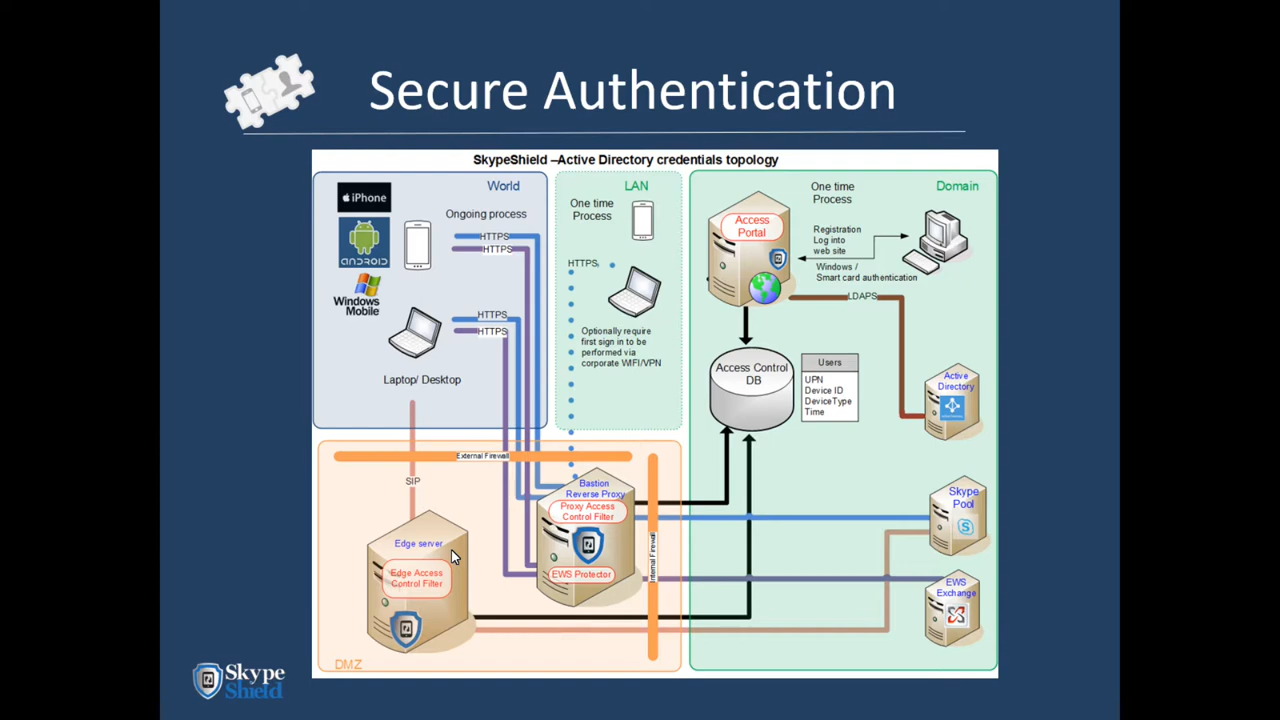 Secure Authentication
SkypeShield –Active Directory credentials topology
World
iPhone
Ongoing process
ANDROID
Windows
Mobile
HTTPS
HTTPS
HTTPS
HTTPS
Laptop/ Desktop
LAN
One time
Process
HTTPS
Optionally require
first sign in to be
performed via
corporate WIFI/VPN
Domain
One time
Process
Access
Portal
Registration
Log into
web site
Windows /
Smart card authentication
LDAPS
Access Control
DB
Users
UPN
Device ID
DeviceType
Time
Active
Directory
Skype
Pool
EWS
Exchange
External Firewall
SIP
Bastion
Reverse Proxy
Proxy Access
Control Filter
EWS Protector
Internal Firewall
Edge server
Edge Access
Control Filter
DMZ
Skype
Shield